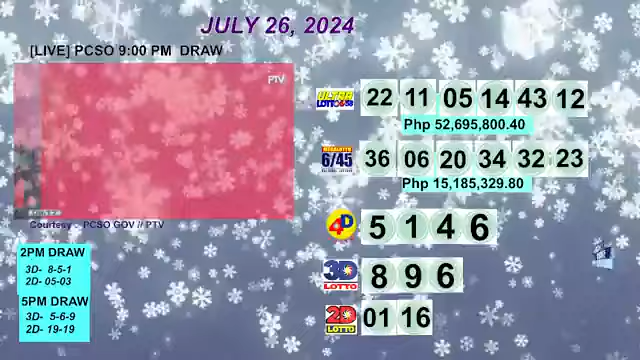 JULY 26, 2024
[LIVE] PCSO 9:00 PM DRAW
PTV
ULTRA
LOTTO 6/58
22 11 05 14 43 12
Php 52,695,800.40
MEGALOTTO
6/45
36 06 20 34 32 23
Php 15,185,329.80
4D
5 1 4 6
Courtesy - PCSO GOV // PTV
2PM DRAW
3D- 8-5-1
2D- 05-03
3D
LOTTO
8 9 6
5PM DRAW
3D- 5-6-9
2D- 19-19
2D
LOTTO
01 16